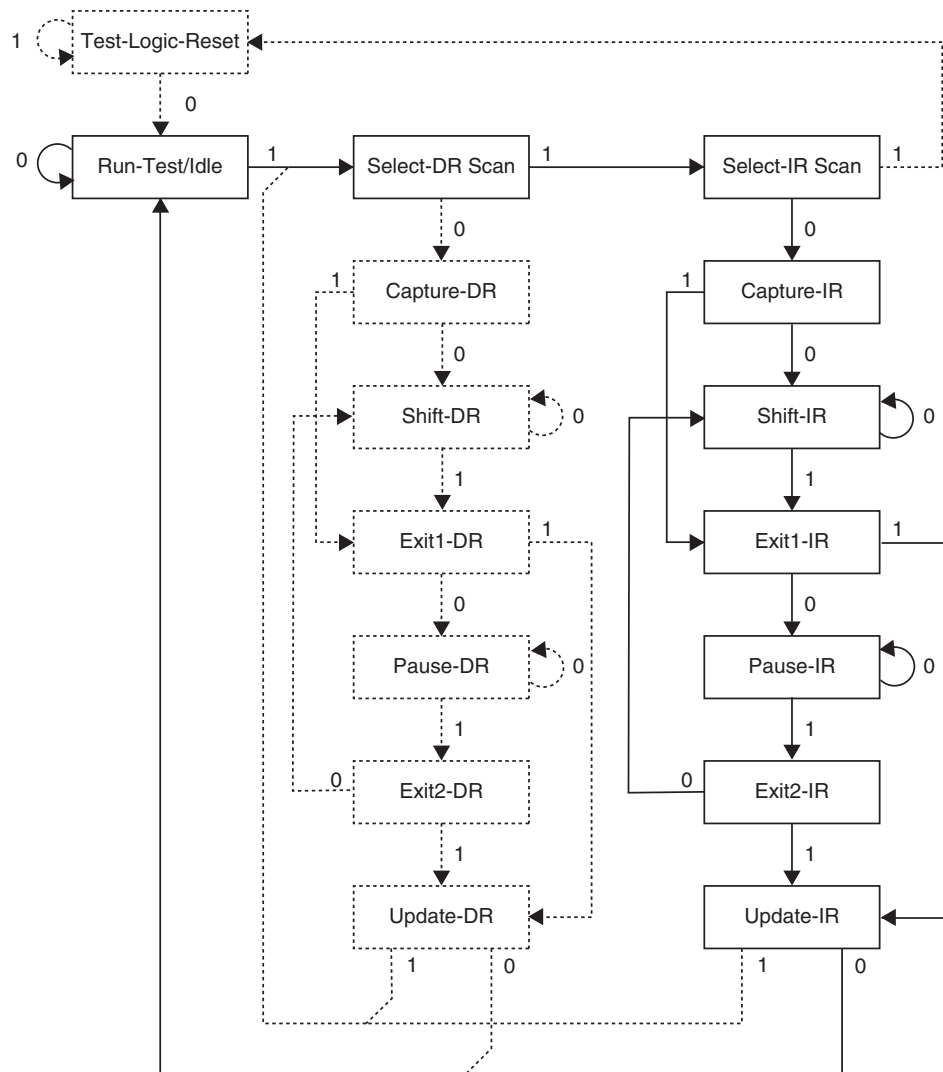 1
Test-Logic-Reset
0
0
Run-Test/Idle
1
Select-DR Scan
1
Select-IR Scan
1
0
0
1
Capture-DR
1
Capture-IR
0
0
Shift-DR
0
Shift-IR
0
1
1
Exit1-DR
1
Exit1-IR
1
0
0
Pause-DR
0
Pause-IR
0
1
1
0
Exit2-DR
0
Exit2-IR
1
1
Update-DR
Update-IR
1
0
1
0